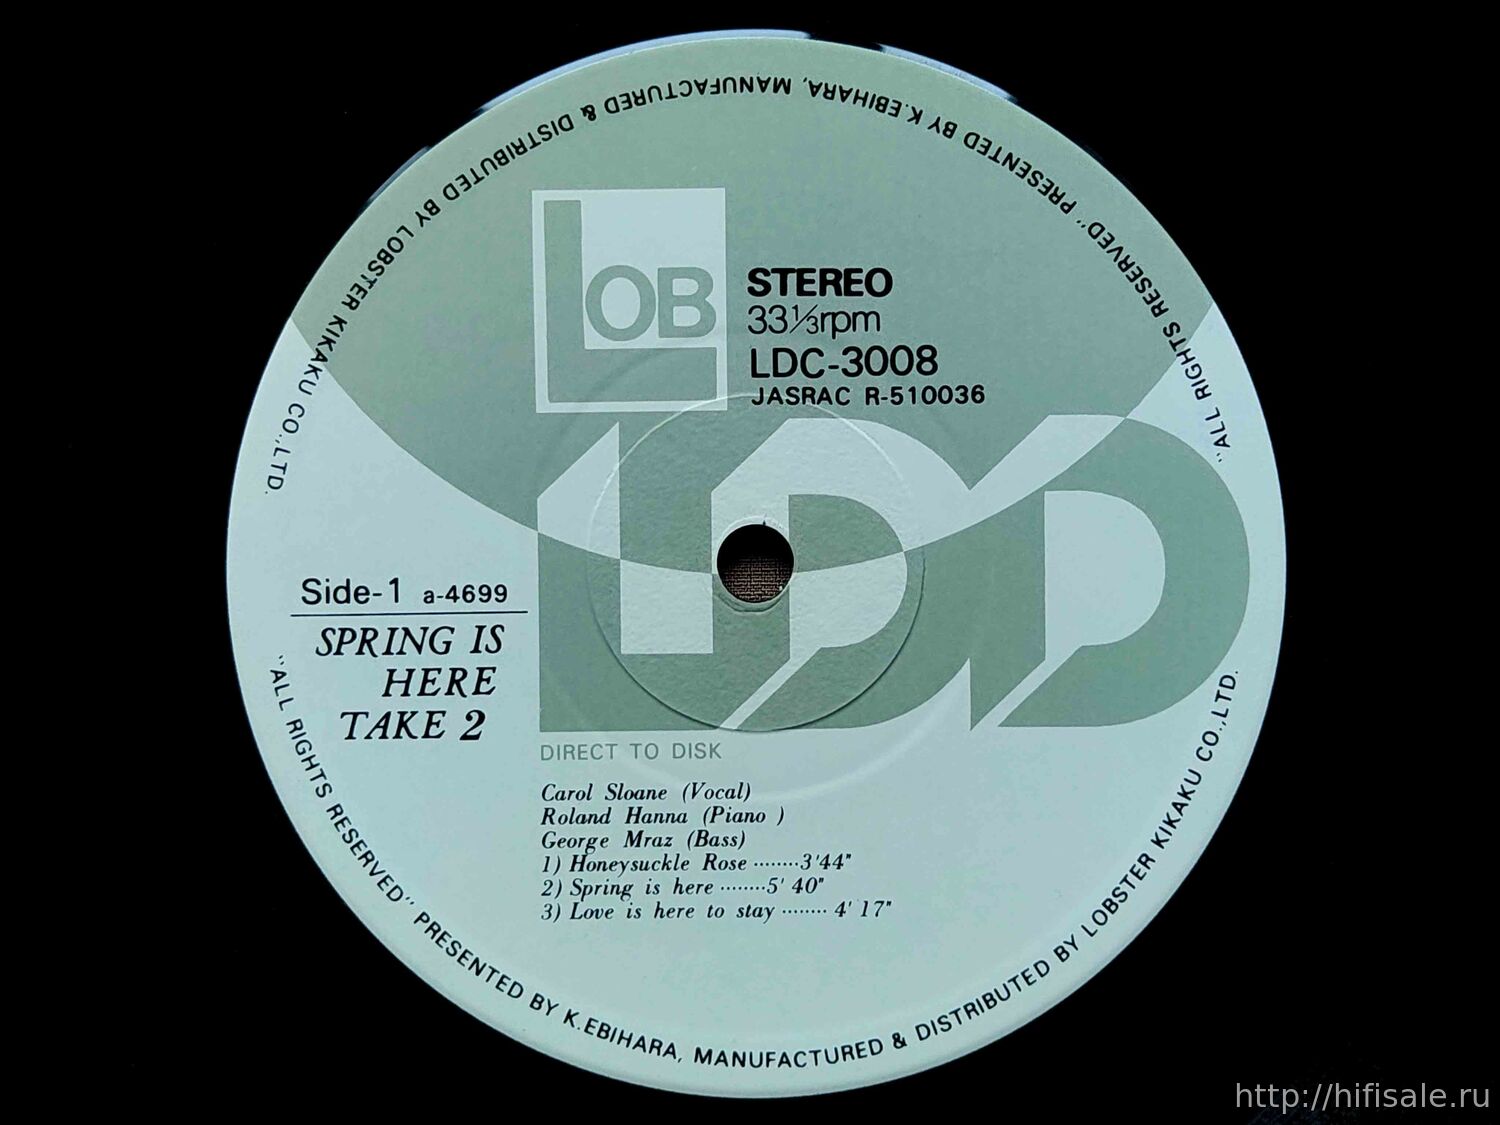 "ALL RIGHTS RESERVED" PRESENTED BY K.EBIHARA, MANUFACTURED & DISTRIBUTED BY LOBSTER KIKAKU CO.,LTD.
LOB
STEREO
33⅓rpm
LDC-3008
JASRAC R-510036
LDD
Side-1 a-4699
SPRING IS
HERE
TAKE 2
DIRECT TO DISK
Carol Sloane (Vocal)
Roland Hanna (Piano )
George Mraz (Bass)
1) Honeysuckle Rose ········3'44"
2) Spring is here ········5' 40"
3) Love is here to stay ········ 4' 17"
"ALL RIGHTS RESERVED" PRESENTED BY K.EBIHARA, MANUFACTURED & DISTRIBUTED BY LOBSTER KIKAKU CO.,LTD.
http://hifisale.ru